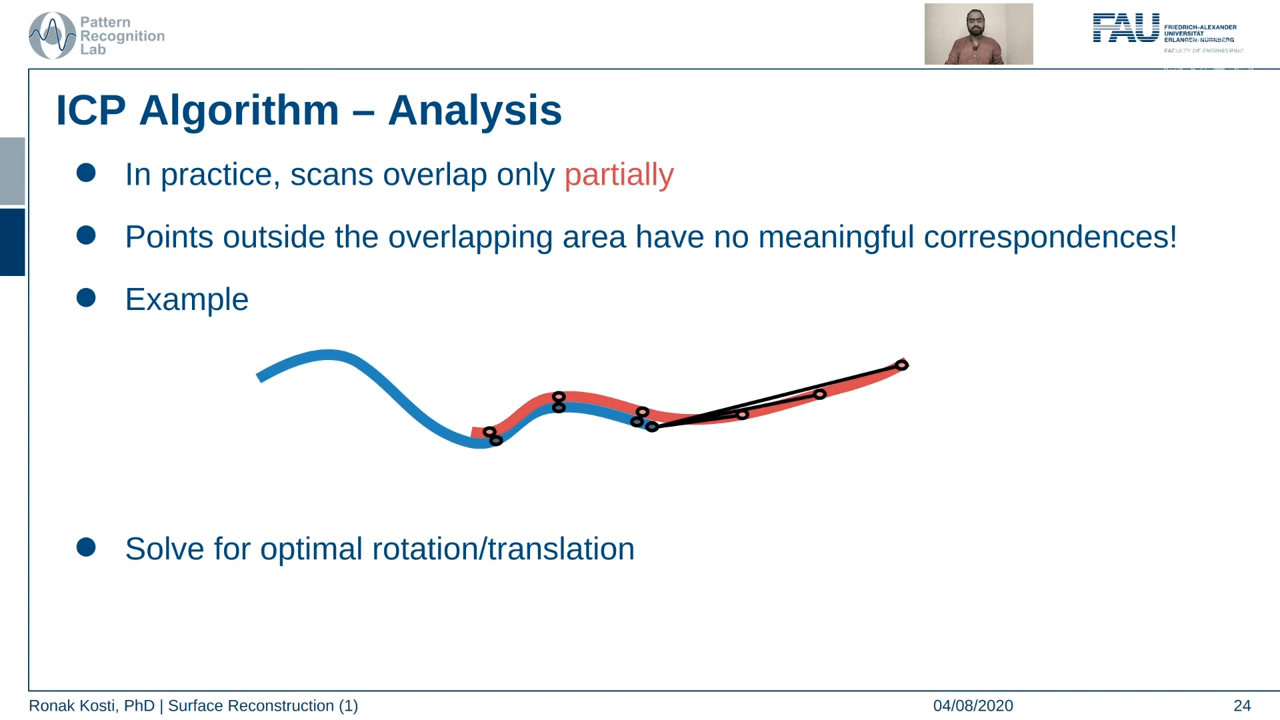 Pattern
Recognition
Lab
FAU
FRIEDRICH-ALEXANDER
UNIVERSITÄT
ERLANGEN-NÜRNBERG
FACULTY OF ENGINEERING
ICP Algorithm – Analysis
In practice, scans overlap only partially
Points outside the overlapping area have no meaningful correspondences!
Example
Solve for optimal rotation/translation
Ronak Kosti, PhD | Surface Reconstruction (1)
04/08/2020
24